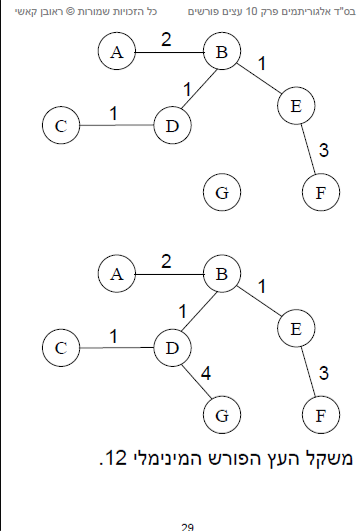 בס"ד אלגוריתמים פרק 10 עצים פורשים כל הזכויות שמורות © ראובן קאשי
A 2 B
1
1
E
C 1 D
3
G F
A 2 B
1
1
E
C 1 D
4 3
G F
משקל העץ הפורש המינימלי 12.
29